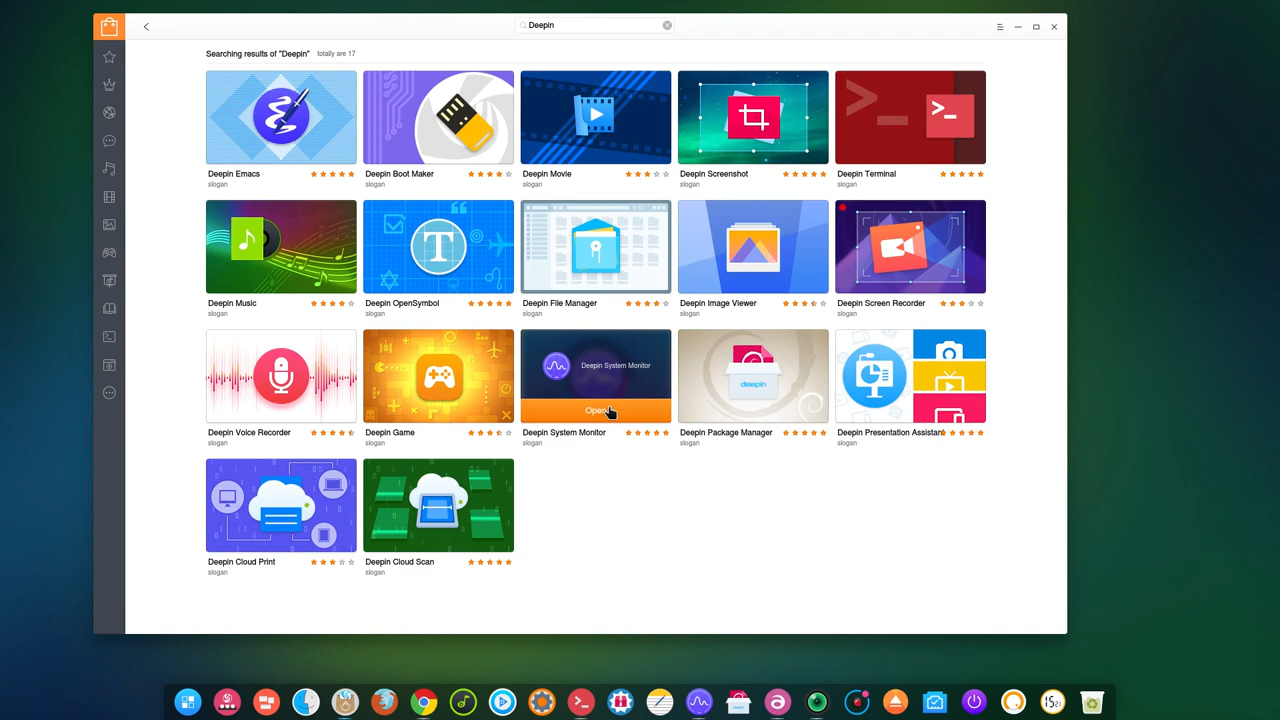 Deepin
Searching results of "Deepin" totally are 17
>_ >_
Deepin Emacs
slogan
Deepin Boot Maker
slogan
Deepin Movie
slogan
Deepin Screenshot
slogan
Deepin Terminal
slogan
T
Deepin Music
slogan
Deepin OpenSymbol
slogan
Deepin File Manager
slogan
Deepin Image Viewer
slogan
Deepin Screen Recorder
slogan
Deepin System Monitor
Open
deepin
Deepin Voice Recorder
slogan
Deepin Game
slogan
Deepin System Monitor
slogan
Deepin Package Manager
slogan
Deepin Presentation Assistant
slogan
Deepin Cloud Print
slogan
Deepin Cloud Scan
slogan